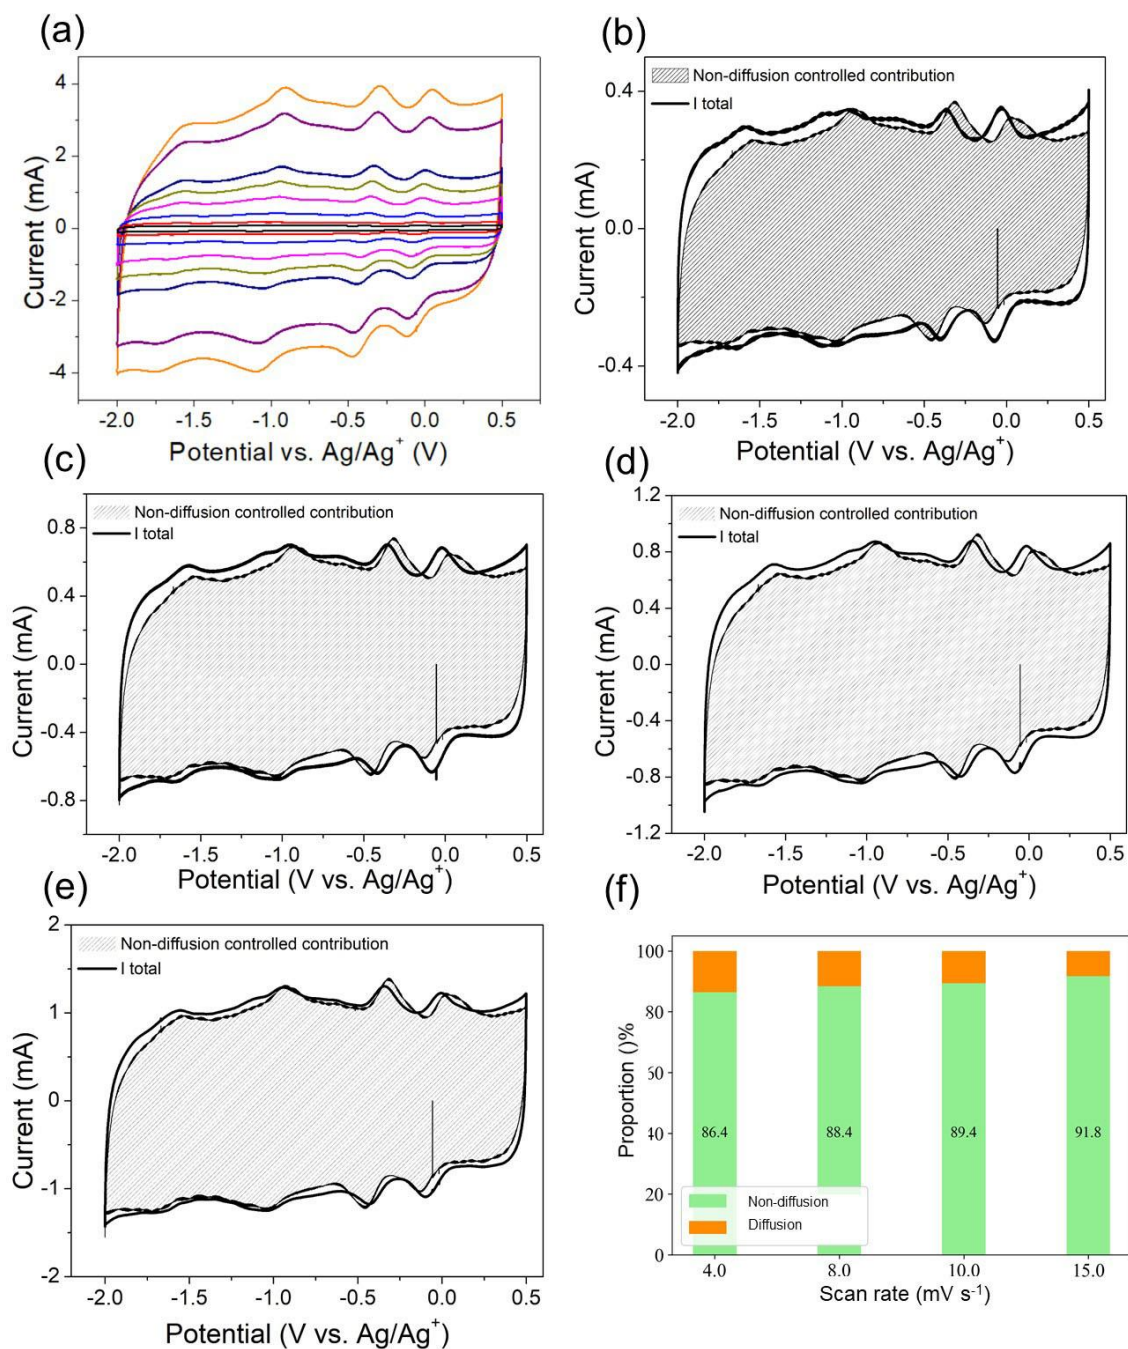 (a)
4
2
0
-2
-4
Current (mA)
-2.0 -1.5 -1.0 -0.5 0.0 0.5
Potential vs. Ag/Ag⁺ (V)
(b)
Non-diffusion controlled contribution
I total
0.4
0.0
-0.4
Current (mA)
-2.0 -1.5 -1.0 -0.5 0.0 0.5
Potential (V vs. Ag/Ag⁺)
(c)
Non-diffusion controlled contribution
I total
0.8
0.4
0.0
-0.4
-0.8
Current (mA)
-2.0 -1.5 -1.0 -0.5 0.0 0.5
Potential (V vs. Ag/Ag⁺)
(d)
1.2
Non-diffusion controlled contribution
I total
0.8
0.4
0.0
-0.4
-0.8
-1.2
Current (mA)
-2.0 -1.5 -1.0 -0.5 0.0 0.5
Potential (V vs. Ag/Ag⁺)
(e)
2
Non-diffusion controlled contribution
I total
1
0
-1
-2
Current (mA)
-2.0 -1.5 -1.0 -0.5 0.0 0.5
Potential (V vs. Ag/Ag⁺)
(f)
100
80
60
40
20
0
Proportion ()%
86.4 88.4 89.4 91.8
Non-diffusion
Diffusion
4.0 8.0 10.0 15.0
Scan rate (mV s⁻¹)